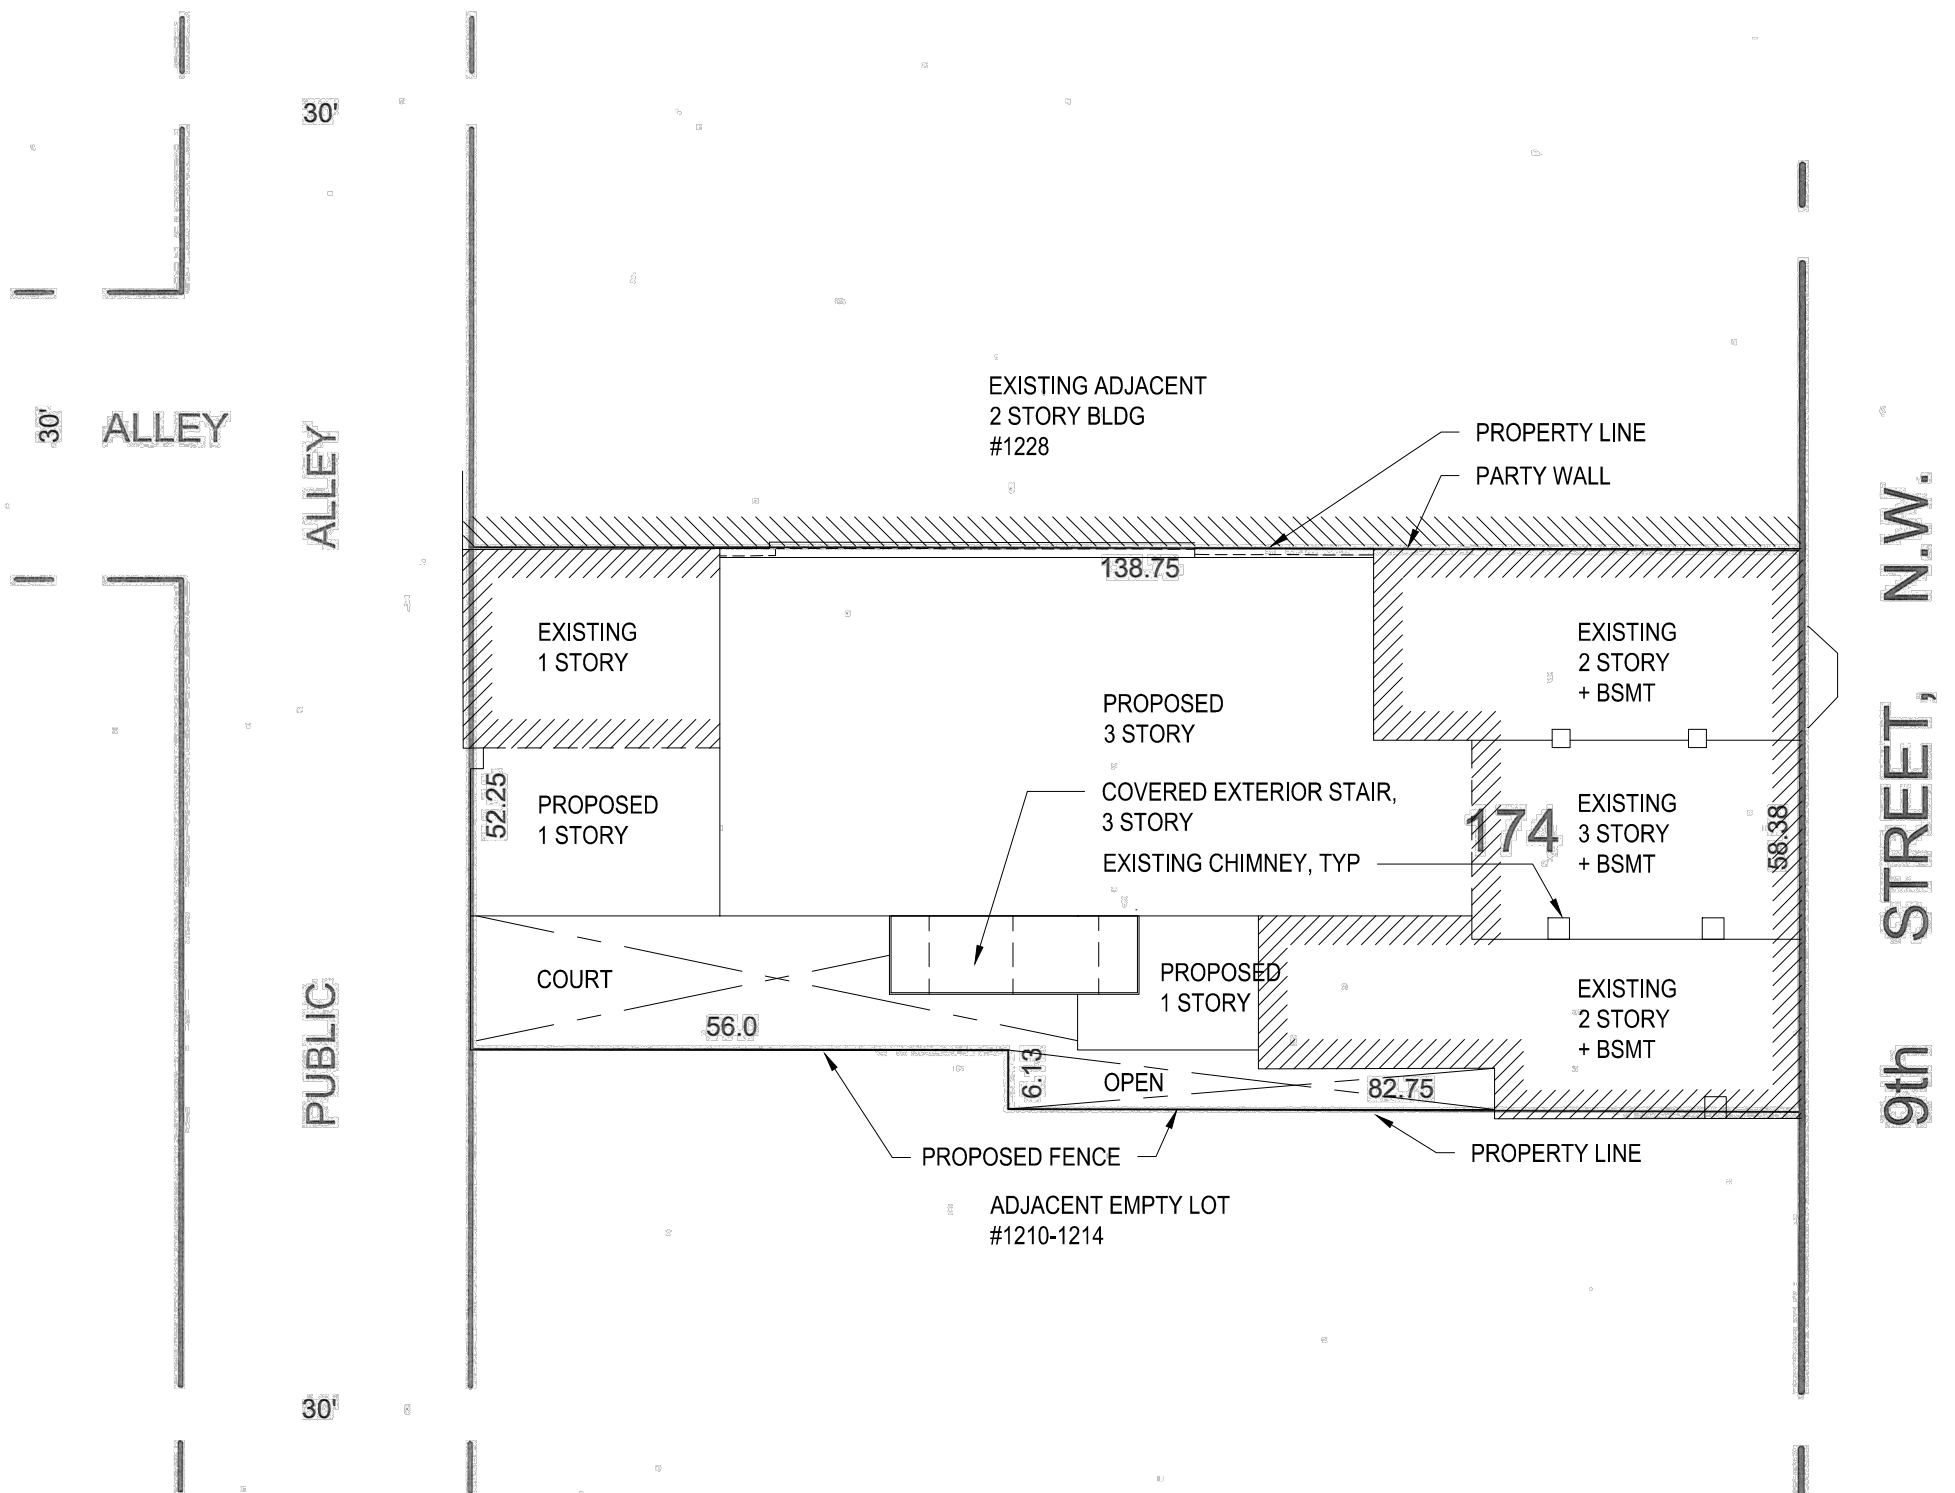 30'
30'
ALLEY
PUBLIC ALLEY
EXISTING ADJACENT
2 STORY BLDG
#1228
PROPERTY LINE
PARTY WALL
138.75
EXISTING
1 STORY
EXISTING
2 STORY
+ BSMT
PROPOSED
3 STORY
52.25
PROPOSED
1 STORY
COVERED EXTERIOR STAIR,
3 STORY
EXISTING CHIMNEY, TYP
174
EXISTING
3 STORY
+ BSMT
58.38
9th STREET, N.W.
COURT
PROPOSED
1 STORY
EXISTING
2 STORY
+ BSMT
56.0
6.13
OPEN
82.75
PROPOSED FENCE
PROPERTY LINE
ADJACENT EMPTY LOT
#1210-1214
30'